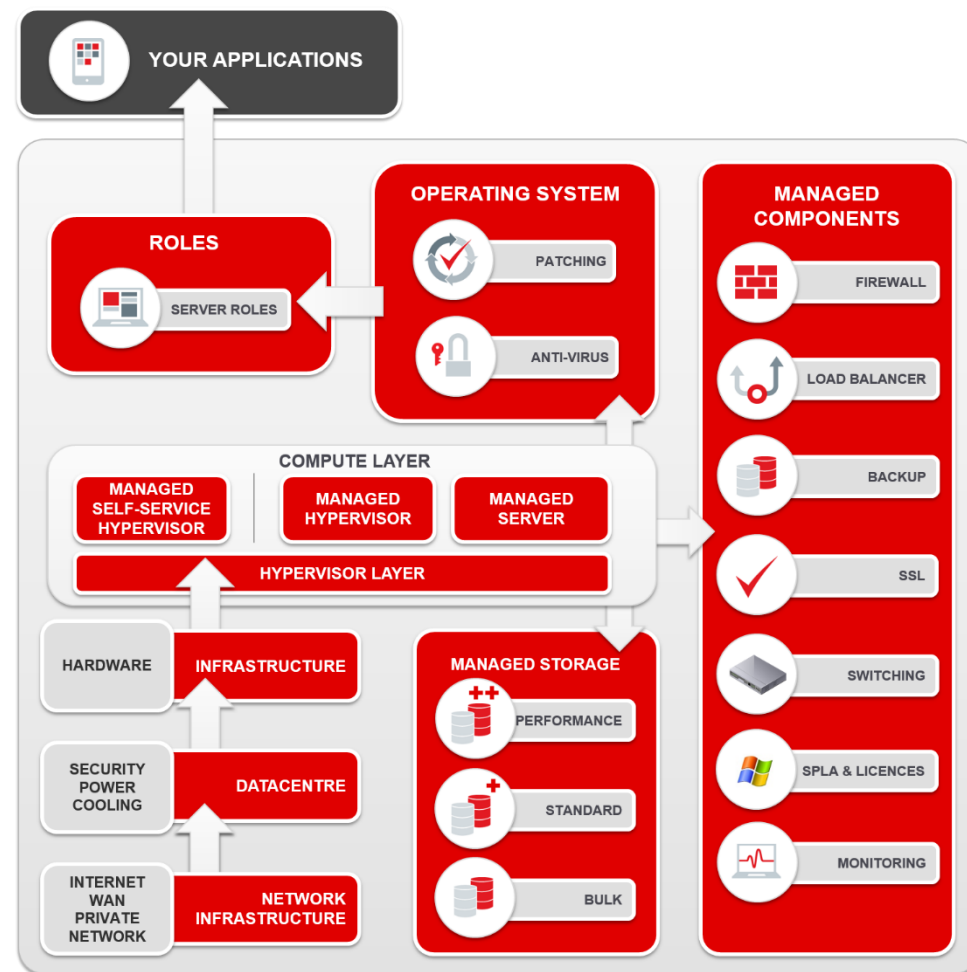 YOUR APPLICATIONS
ROLES
SERVER ROLES
OPERATING SYSTEM
PATCHING
ANTI-VIRUS
MANAGED
COMPONENTS
FIREWALL
LOAD BALANCER
BACKUP
SSL
SWITCHING
SPLA & LICENCES
MONITORING
COMPUTE LAYER
MANAGED
SELF-SERVICE
HYPERVISOR
MANAGED
HYPERVISOR
MANAGED
SERVER
HYPERVISOR LAYER
HARDWARE
INFRASTRUCTURE
SECURITY
POWER
COOLING
DATACENTRE
INTERNET
WAN
PRIVATE
NETWORK
NETWORK
INFRASTRUCTURE
MANAGED STORAGE
++
PERFORMANCE
+
STANDARD
BULK